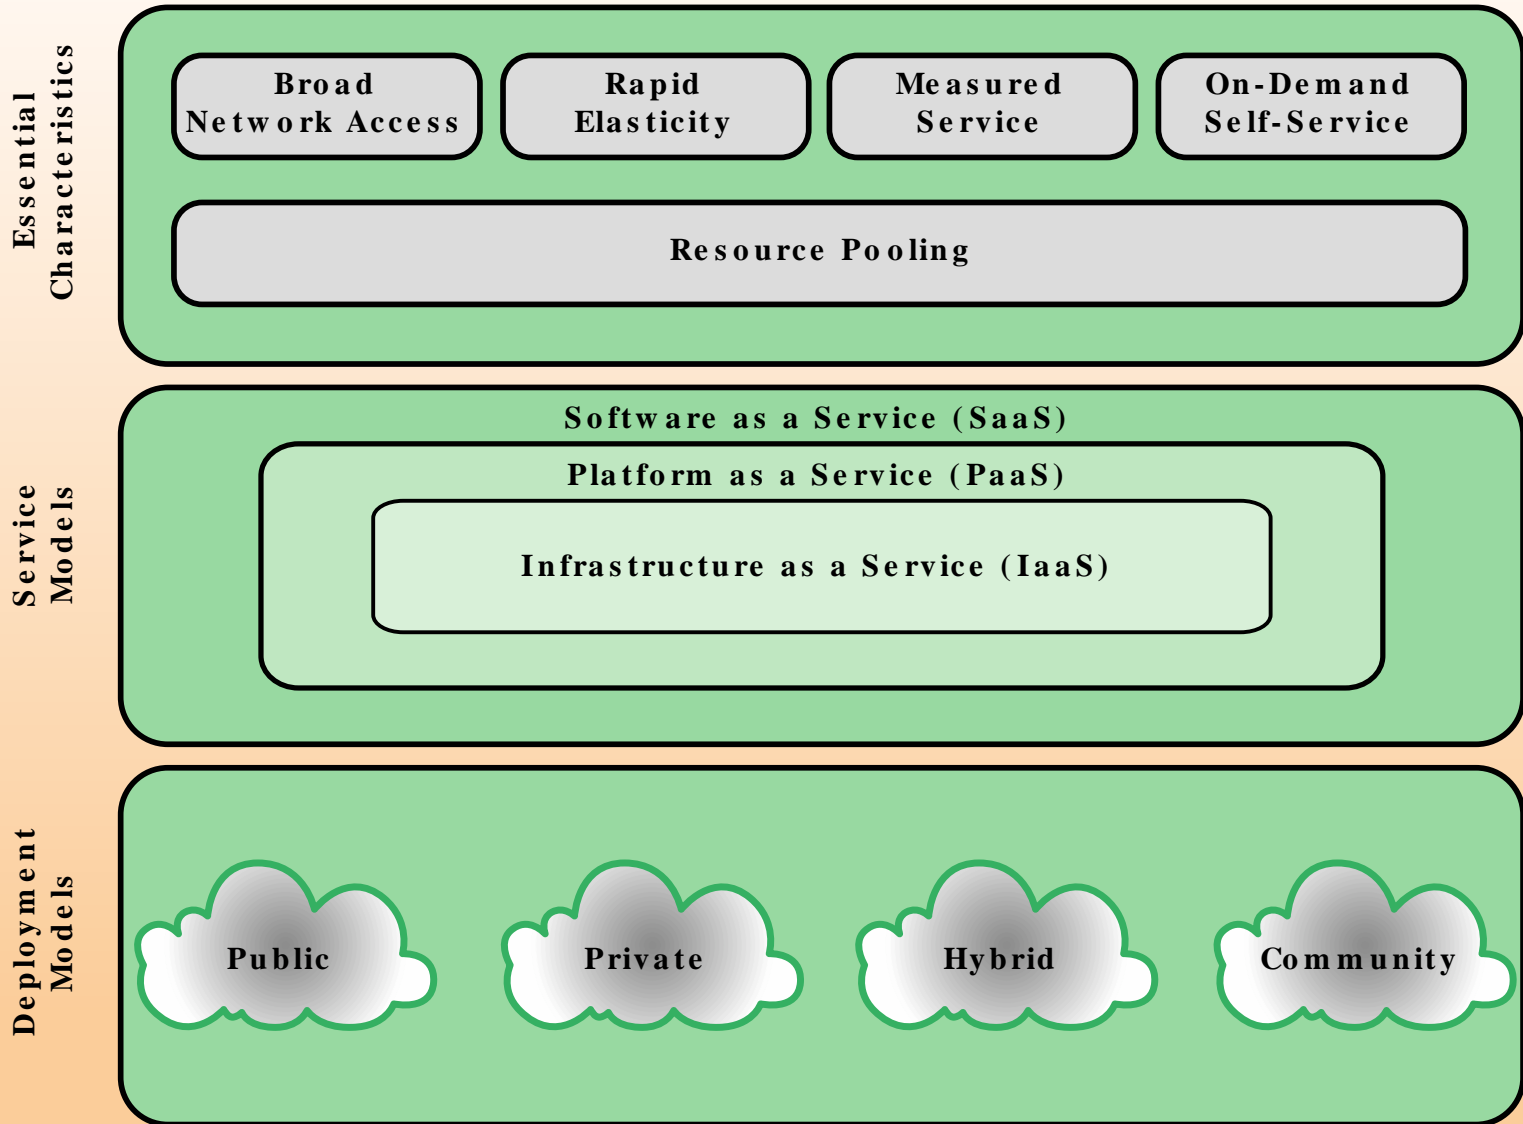 Essential
Characteristics
Broad
Network Access
Rapid
Elasticity
Measured
Service
On-Demand
Self-Service
Resource Pooling
Service
Models
Software as a Service (SaaS)
Platform as a Service (PaaS)
Infrastructure as a Service (IaaS)
Deployment
Models
Public
Private
Hybrid
Community